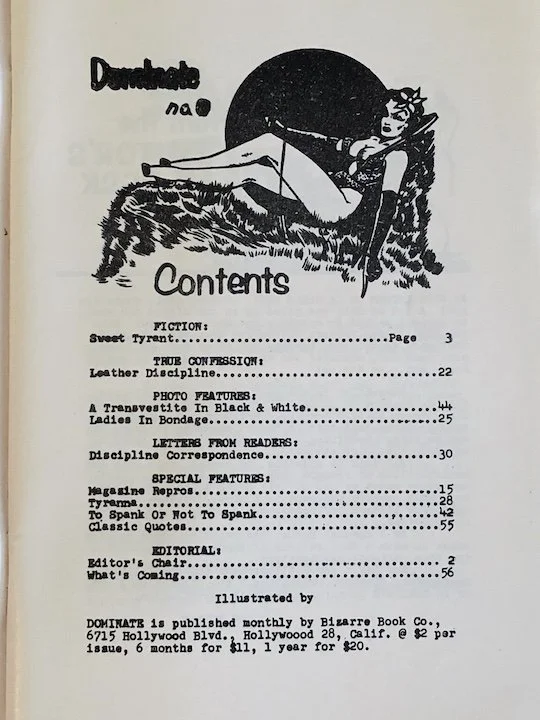 Dominate
no
Contents
FICTION:
Sweet Tyrant................................Page 3
TRUE CONFESSION:
Leather Discipline.................................22
PHOTO FEATURES:
A Transvestite In Black & White....................44
Ladies In Bondage..................................25
LETTERS FROM READERS:
Discipline Correspondence..........................30
SPECIAL FEATURES:
Magazine Repros....................................15
Tyranna............................................28
To Spank Or Not To Spank...........................42
Classic Quotes.....................................55
EDITORIAL:
Editor's Chair..................................... 2
What's Coming......................................56
Illustrated by
DOMINATE is published monthly by Bizarre Book Co.,
6715 Hollywood Blvd., Hollywoood 28, Calif. @ $2 per
issue, 6 months for $11, 1 year for $20.